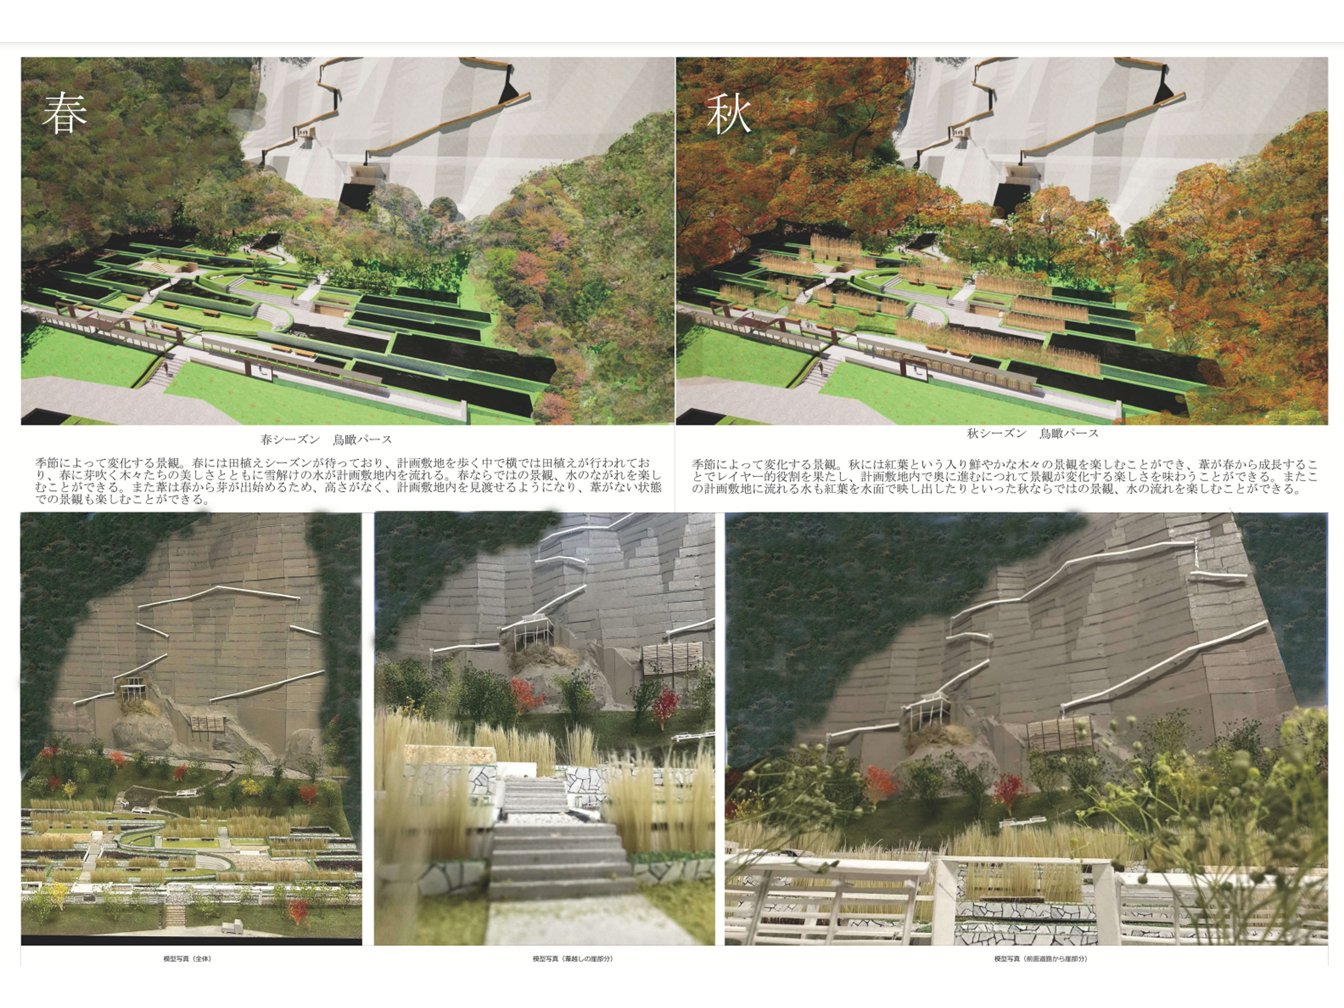 春
秋
春シーズン　鳥瞰パース
季節によって変化する景観。春には田植えシーズンが待っており、計画敷地を歩く中で横では田植えが行われてお
り、春に芽吹く木々たちの美しさとともに雪解けの水が計画敷地内を流れる。春ならではの景観、水のながれを楽し
むことができる。また葦は春から芽が出始めるため、高さがなく、計画敷地内を見渡せるようになり、葦がない状態
での景観も楽しむことができる。
秋シーズン　鳥瞰パース
季節によって変化する景観。秋には紅葉という入り鮮やかな木々の景観を楽しむことができ、葦が春から成長するこ
とでレイヤー的役割を果たし、計画敷地内で奥に進むにつれて景観が変化する楽しさを味わうことができる。またこ
の計画敷地に流れる水も紅葉を水面で映し出したりといった秋ならではの景観、水の流れを楽しむことができる。
模型写真（全体）
模型写真（葦越しの崖部分）
模型写真（前面道路から崖部分）